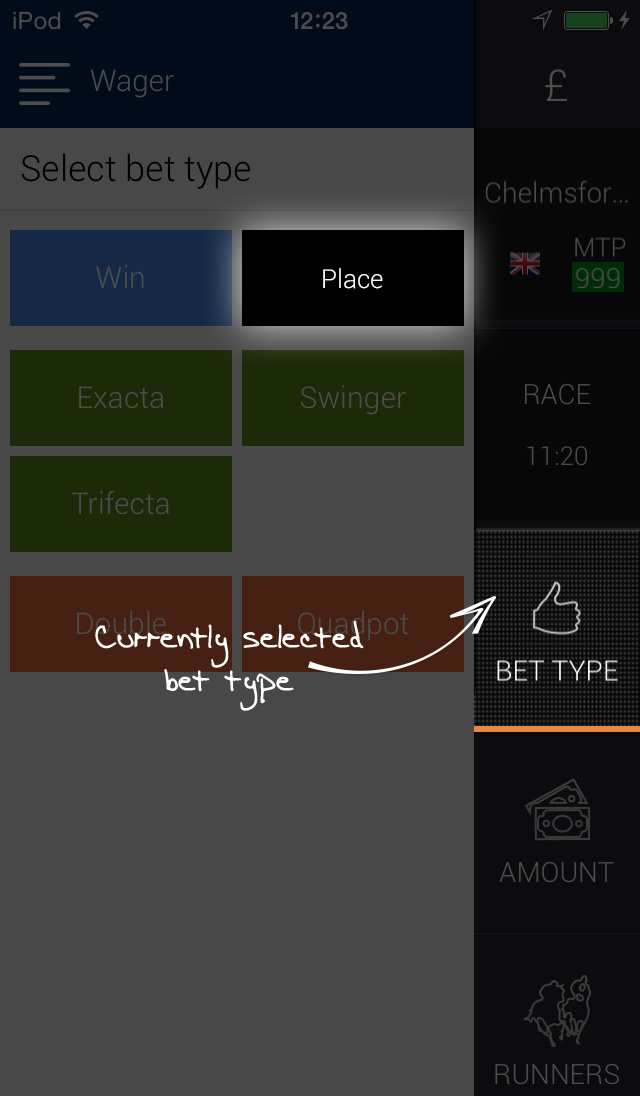 iPod 12:23
Wager £
Select bet type
Chelmsfor...
MTP
999
Win Place
Exacta Swinger
Trifecta
Double Quadpot
Currently selected
bet type
RACE
11:20
BET TYPE
AMOUNT
RUNNERS